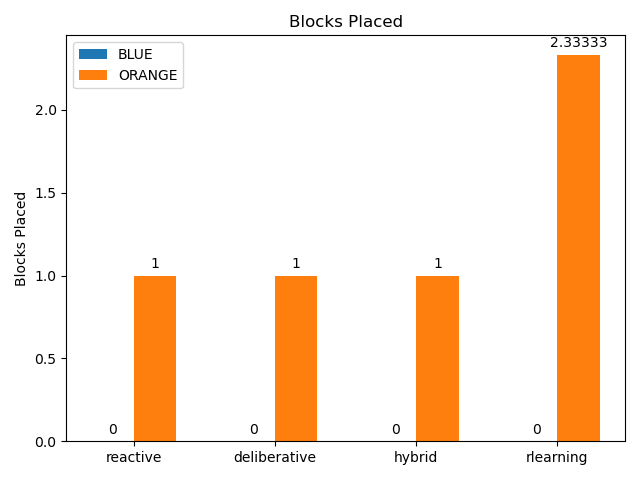 Blocks Placed
BLUE
ORANGE
2.33333
2.0
1.5
1.0
0.5
0.0
Blocks Placed
1
1
1
0
0
0
0
reactive
deliberative
hybrid
rlearning